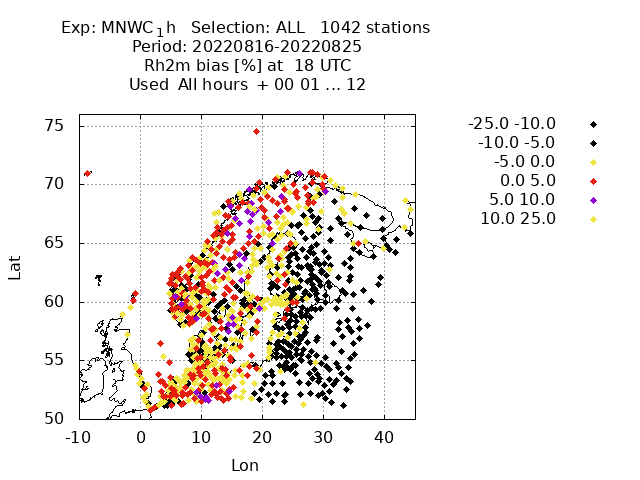 Exp: MNWC_1h   Selection: ALL   1042 stations
Period: 20220816-20220825
Rh2m bias [%] at  18 UTC
Used  All hours  + 00 01 ... 12
-25.0 -10.0
-10.0 -5.0
-5.0 0.0
0.0 5.0
5.0 10.0
10.0 25.0
Lat
75
70
65
60
55
50
-10 0 10 20 30 40
Lon